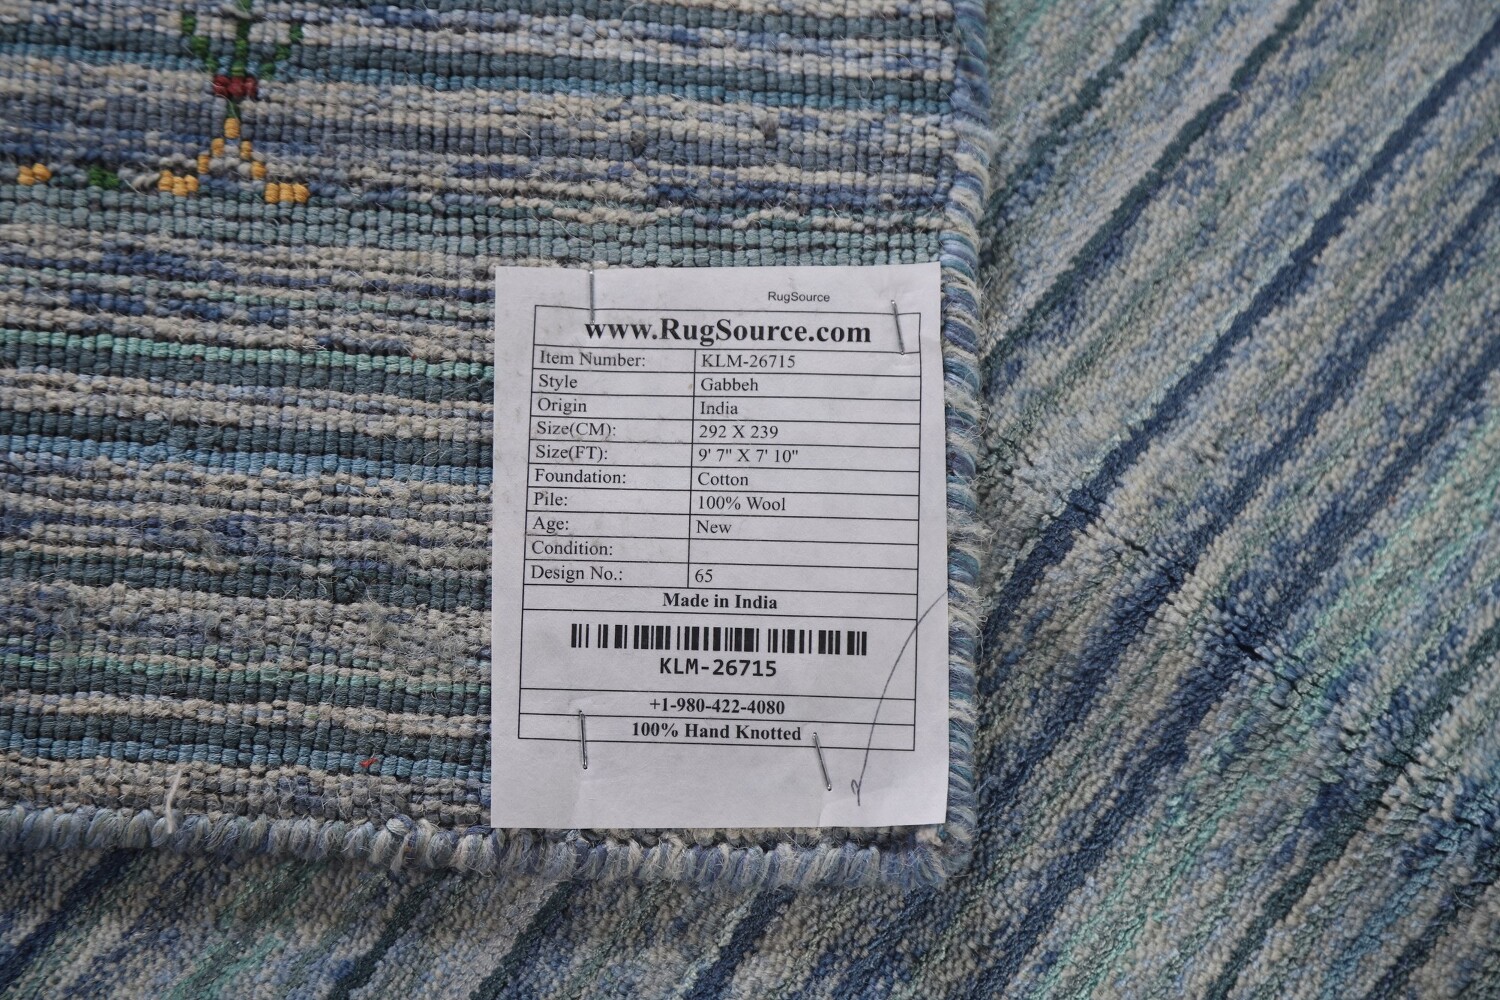 RugSource
www.RugSource.com
Item Number: KLM-26715
Style Gabbeh
Origin India
Size(CM): 292 X 239
Size(FT): 9' 7" X 7' 10"
Foundation: Cotton
Pile: 100% Wool
Age: New
Condition:
Design No.: 65
Made in India
KLM-26715
+1-980-422-4080
100% Hand Knotted